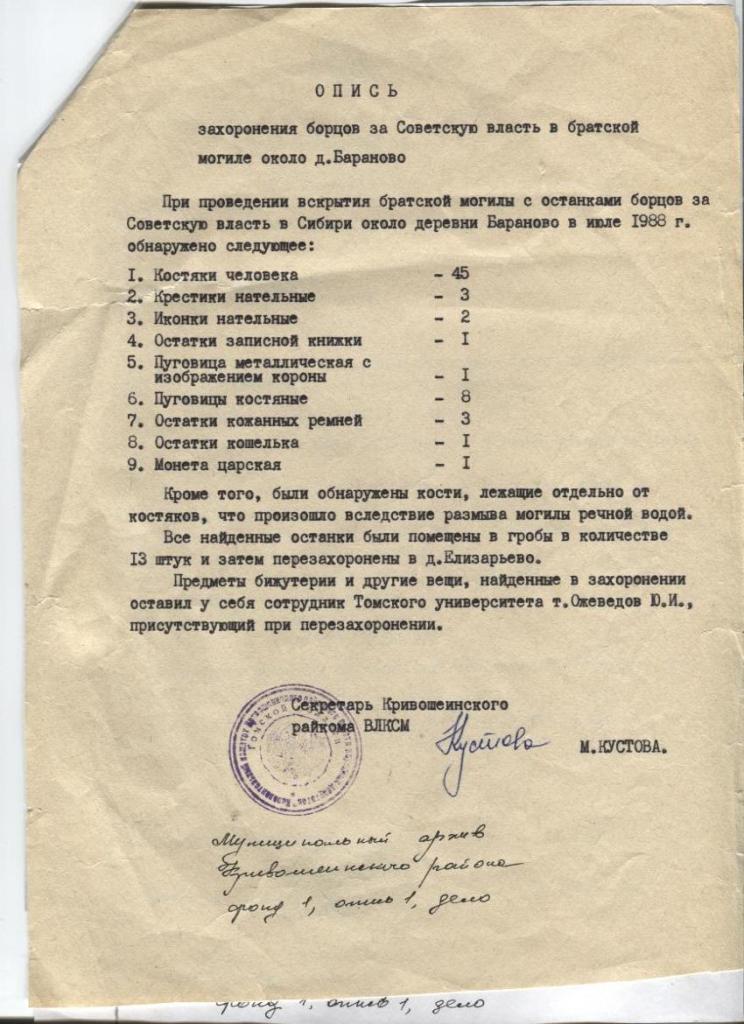 ОПИСЬ
захоронения борцов за Советскую власть в братской
могиле около д.Бараново
При проведении вскрытия братской могилы с останками борцов за
Советскую власть в Сибири около деревни Бараново в июле 1988 г.
обнаружено следующее:
1. Костяки человека - 45
2. Крестики нательные - 3
3. Иконки нательные - 2
4. Остатки записной книжки - I
5. Пуговица металлическая с
изображением короны - I
6. Пуговицы костяные - 8
7. Остатки кожанных ремней - 3
8. Остатки кошелька - I
9. Монета царская - I
Кроме того, были обнаружены кости, лежащие отдельно от
костяков, что произошло вследствие размыва могилы речной водой.
Все найденные останки были помещены в гробы в количестве
13 штук и затем перезахоронены в д.Елизарьево.
Предметы бижутерии и другие вещи, найденные в захоронении
оставил у себя сотрудник Томского университета т.Ожеведов Ю.И.,
присутствующий при перезахоронении.
Секретарь Кривошеинского
райкома ВЛКСМ
Кустова
М.КУСТОВА.
Муниципальный архив
Кривошеинского района
фонд 1, опись 1, дело
фонд 1, опись 1, дело